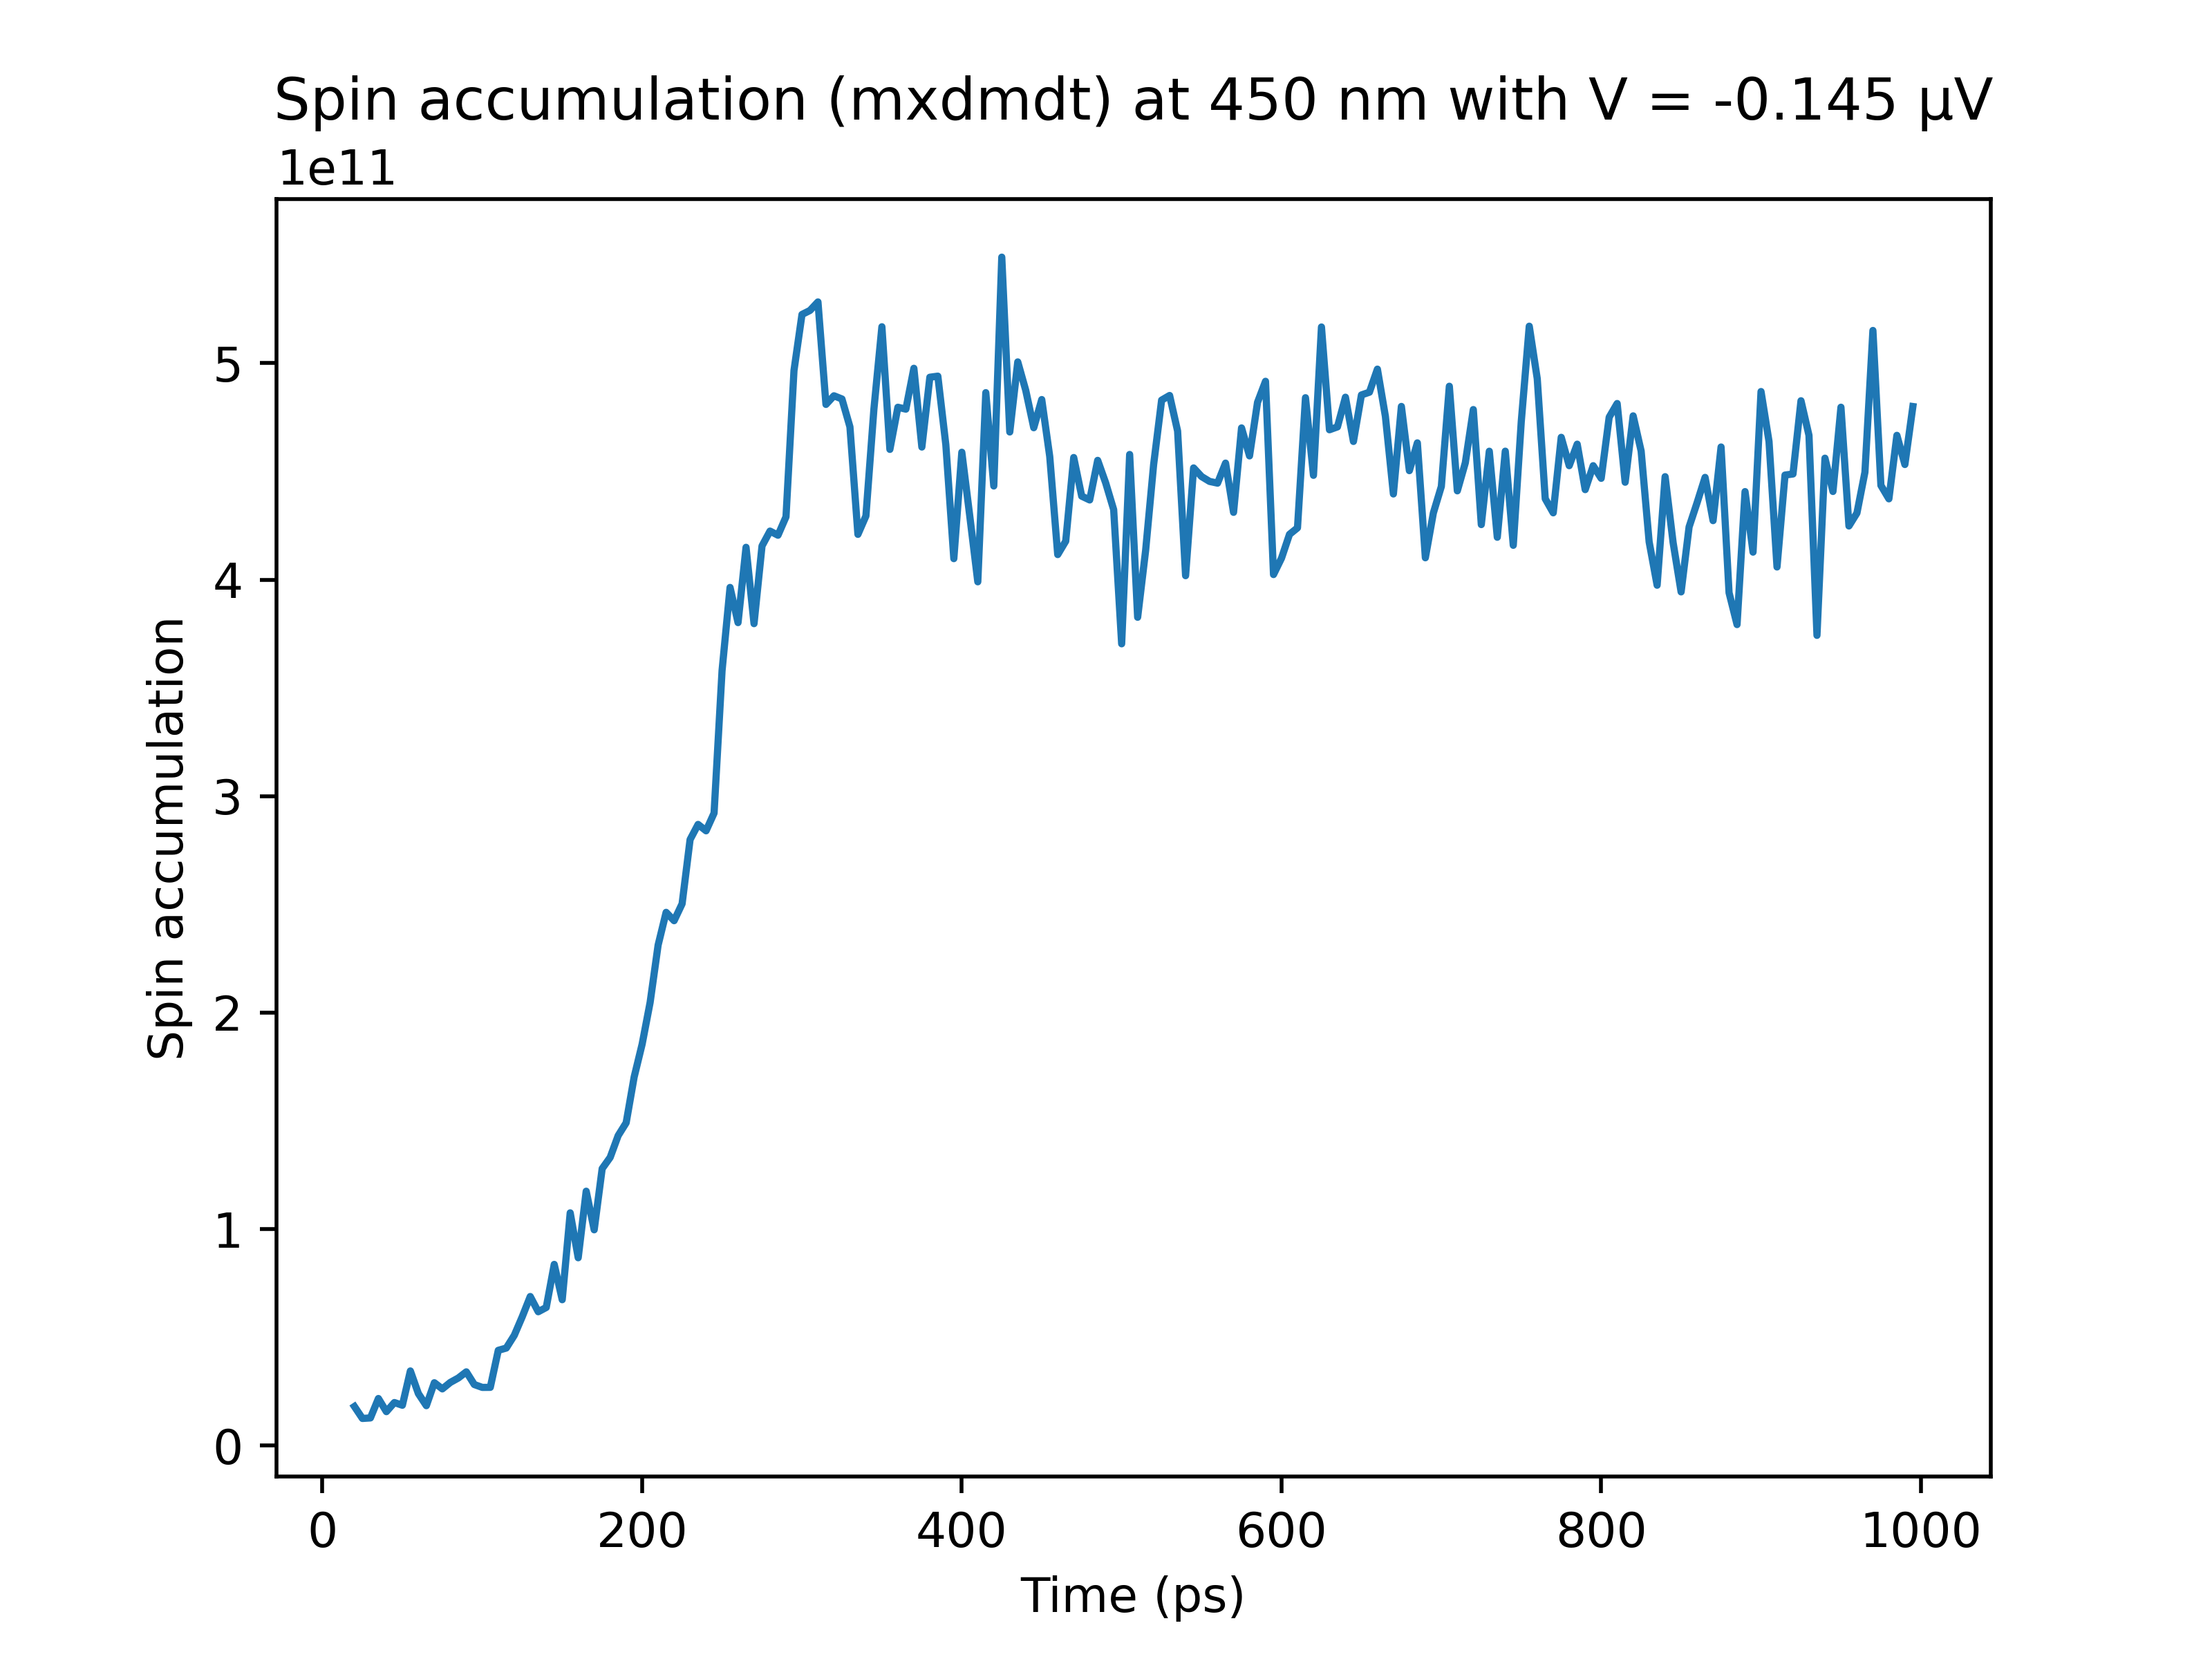 Spin accumulation (mxdmdt) at 450 nm with V = -0.145 μV
1e11
5
4
3
2
1
0
Spin accumulation
0 200 400 600 800 1000
Time (ps)